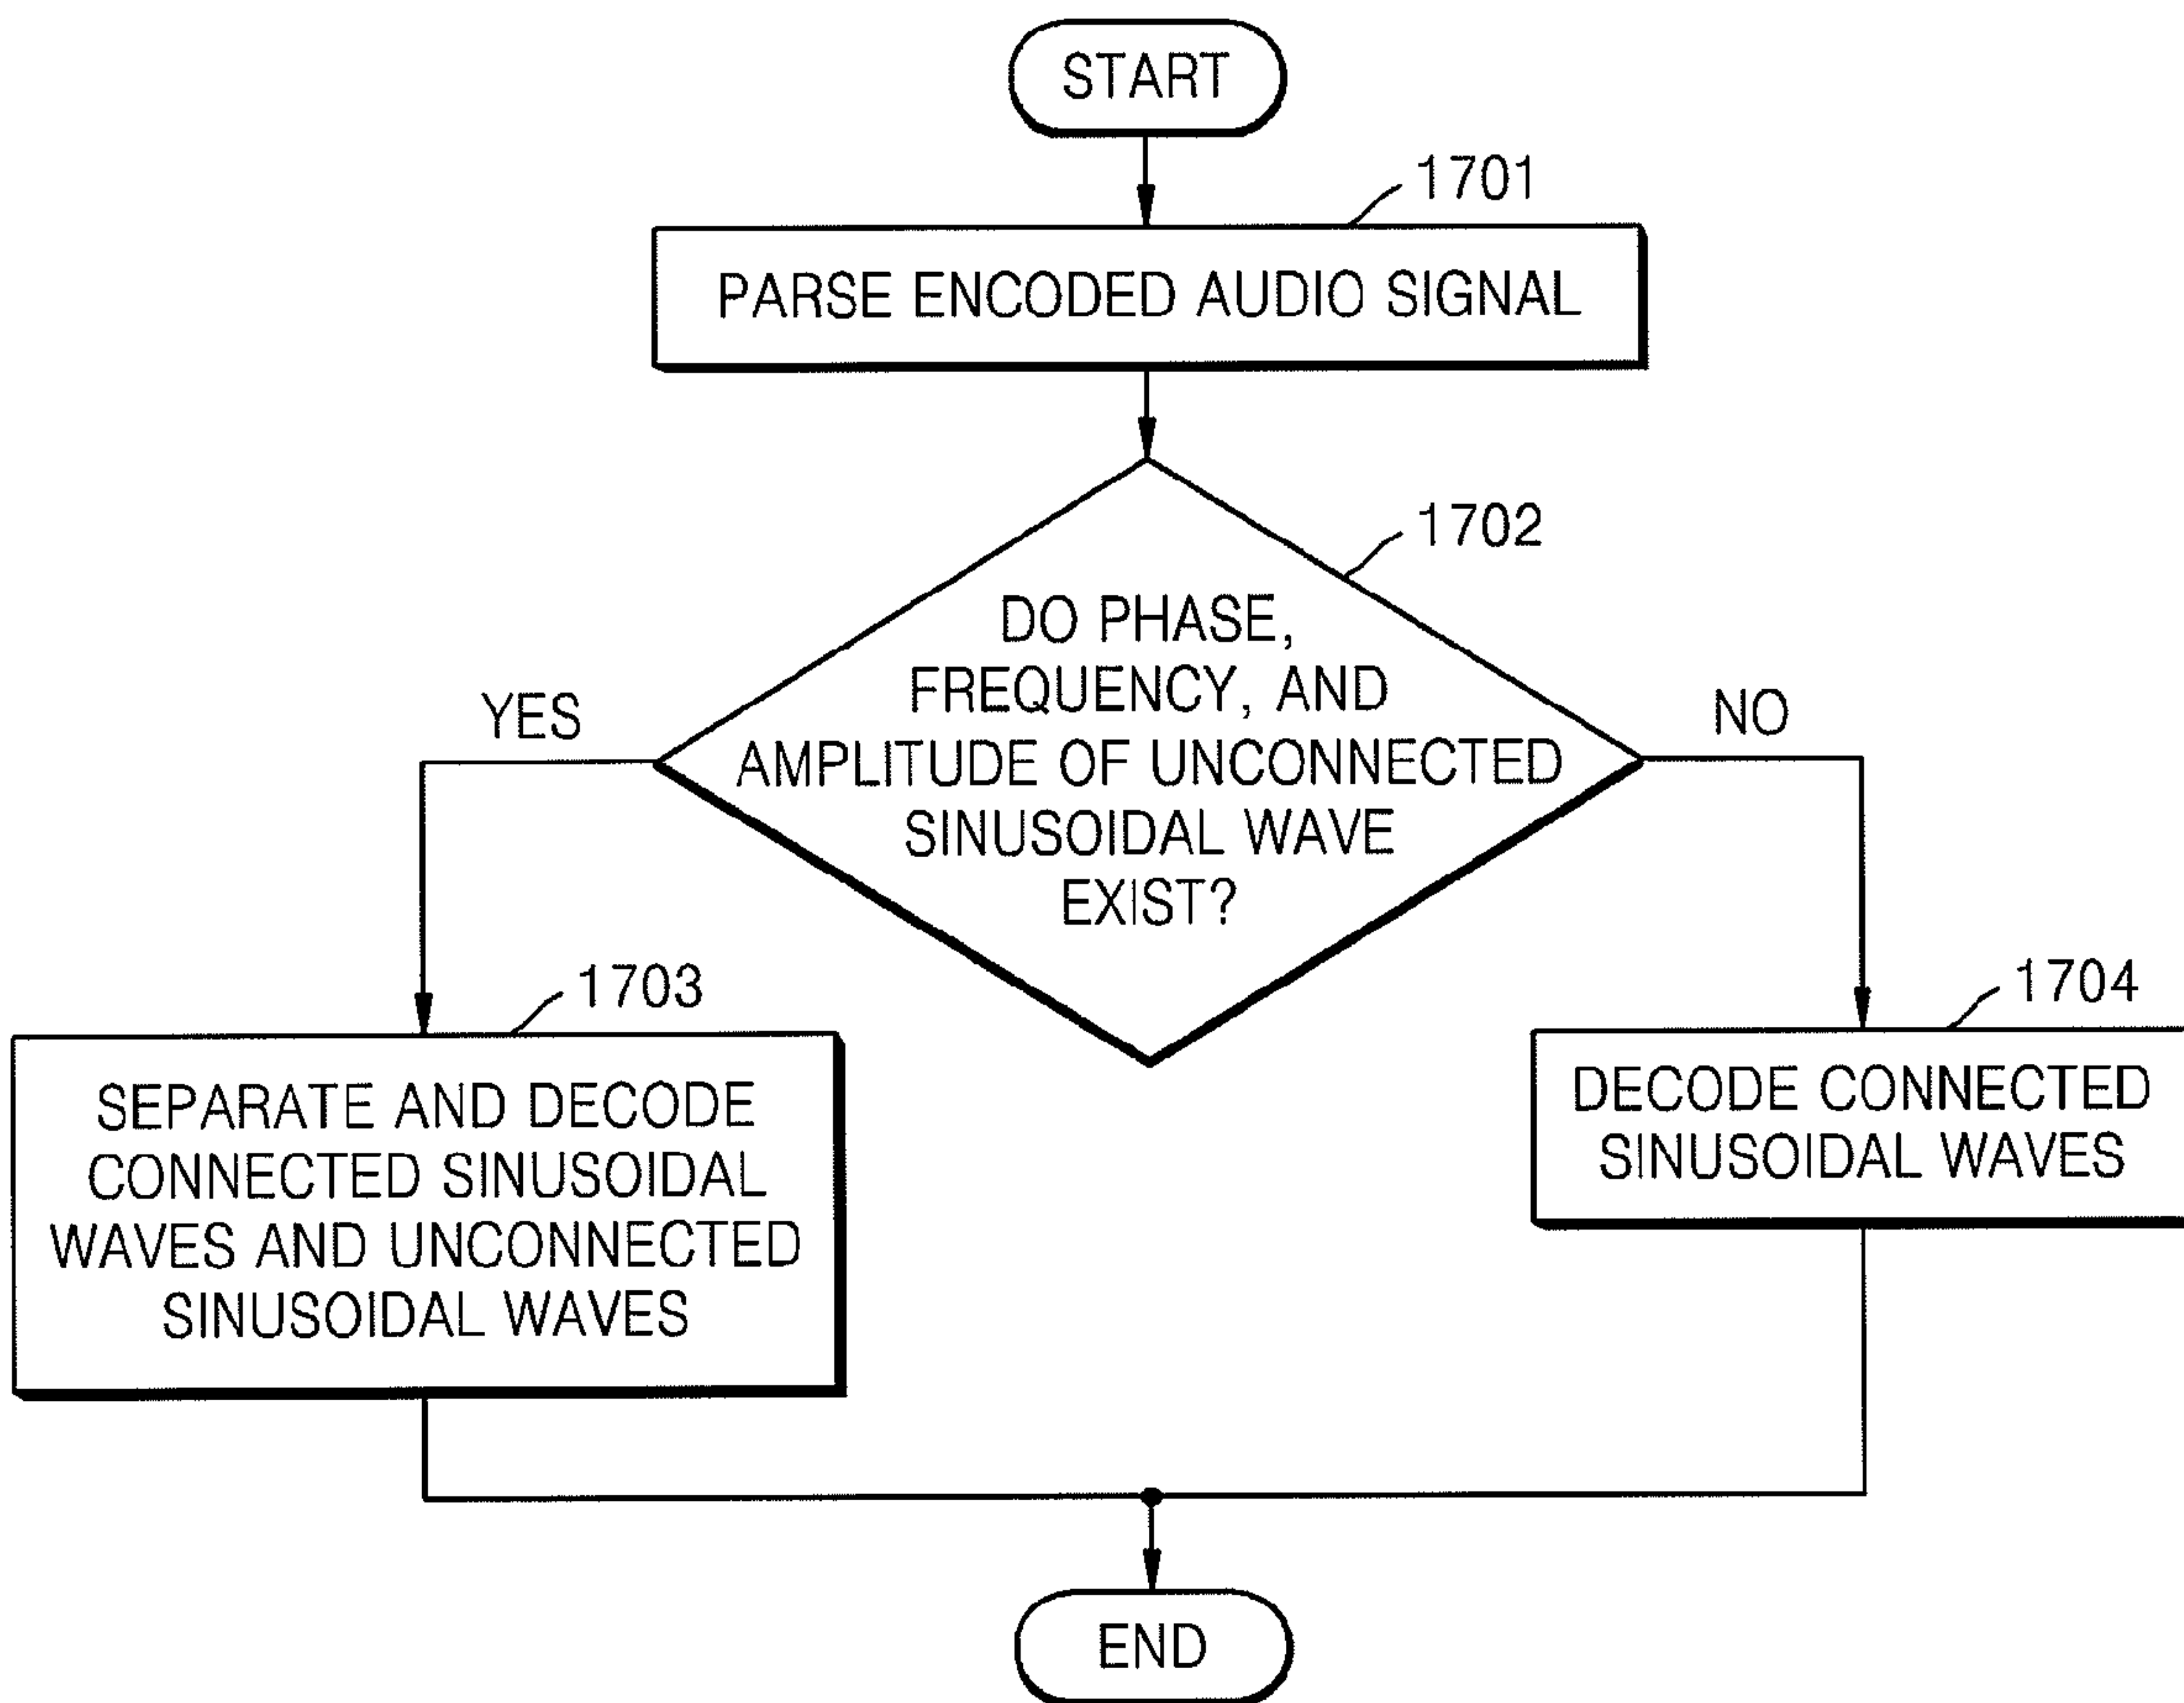 START
1701
PARSE ENCODED AUDIO SIGNAL
1702
DO PHASE,
FREQUENCY, AND
AMPLITUDE OF UNCONNECTED
SINUSOIDAL WAVE
EXIST?
YES
NO
1703
SEPARATE AND DECODE
CONNECTED SINUSOIDAL
WAVES AND UNCONNECTED
SINUSOIDAL WAVES
1704
DECODE CONNECTED
SINUSOIDAL WAVES
END